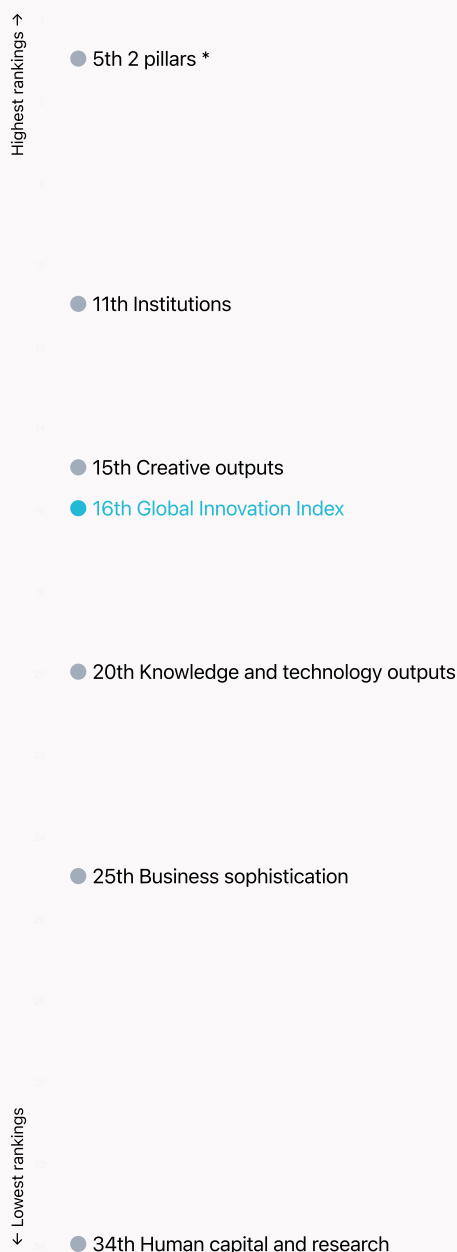 Highest rankings →
5th 2 pillars *
11th Institutions
15th Creative outputs
16th Global Innovation Index
20th Knowledge and technology outputs
25th Business sophistication
← Lowest rankings
34th Human capital and research